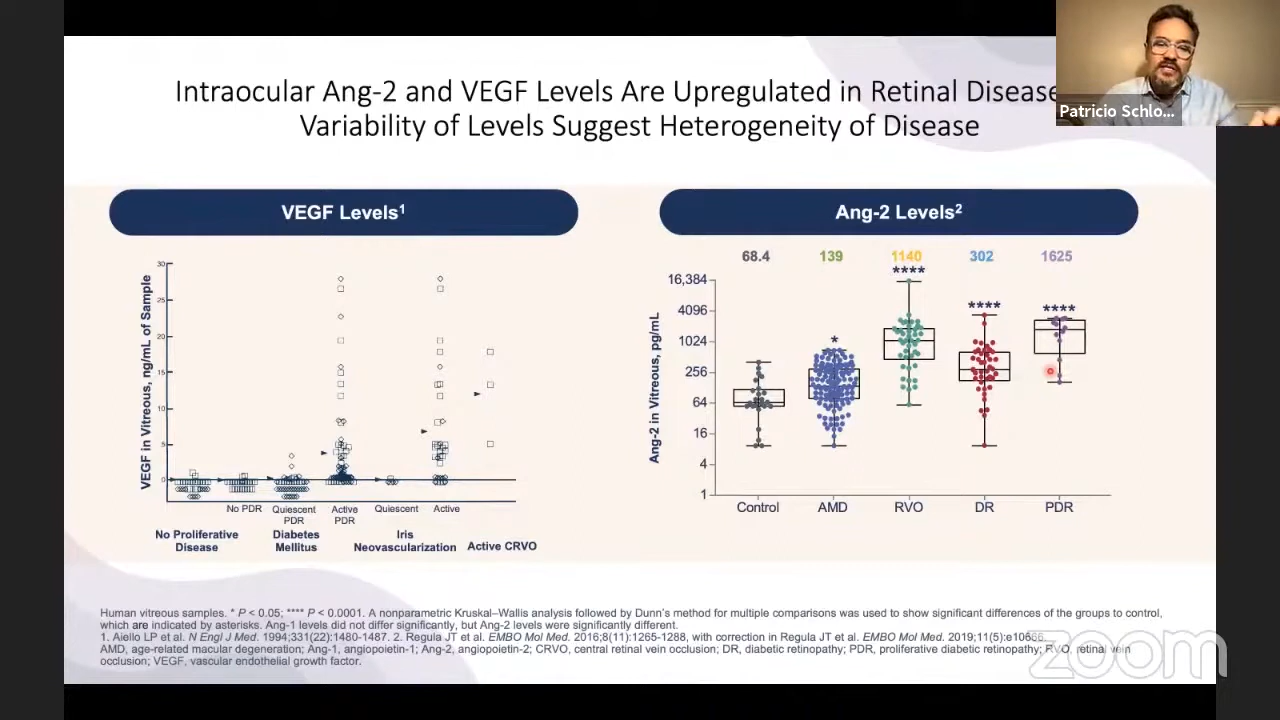 Patricio Schlo...
Intraocular Ang-2 and VEGF Levels Are Upregulated in Retinal Disease
Variability of Levels Suggest Heterogeneity of Disease
VEGF Levels1
VEGF in Vitreous, ng/mL of Sample
30
25
20
15
10
5
0
No PDR
Quiescent PDR
Active PDR
Quiescent
Active
No Proliferative Disease
Diabetes Mellitus
Iris Neovascularization
Active CRVO
Ang-2 Levels2
68.4 139 1140 302 1625
* **** **** ****
Ang-2 in Vitreous, pg/mL
16,384
4096
1024
256
64
16
4
1
Control AMD RVO DR PDR
Human vitreous samples. * P < 0.05; **** P < 0.0001. A nonparametric Kruskal–Wallis analysis followed by Dunn's method for multiple comparisons was used to show significant differences of the groups to control,
which are indicated by asterisks. Ang-1 levels did not differ significantly, but Ang-2 levels were significantly different.
1. Aiello LP et al. N Engl J Med. 1994;331(22):1480-1487. 2. Regula JT et al. EMBO Mol Med. 2016;8(11):1265-1288, with correction in Regula JT et al. EMBO Mol Med. 2019;11(5):e10666.
AMD, age-related macular degeneration; Ang-1, angiopoietin-1; Ang-2, angiopoietin-2; CRVO, central retinal vein occlusion; DR, diabetic retinopathy; PDR, proliferative diabetic retinopathy; RVO, retinal vein
occlusion; VEGF, vascular endothelial growth factor.
zoom